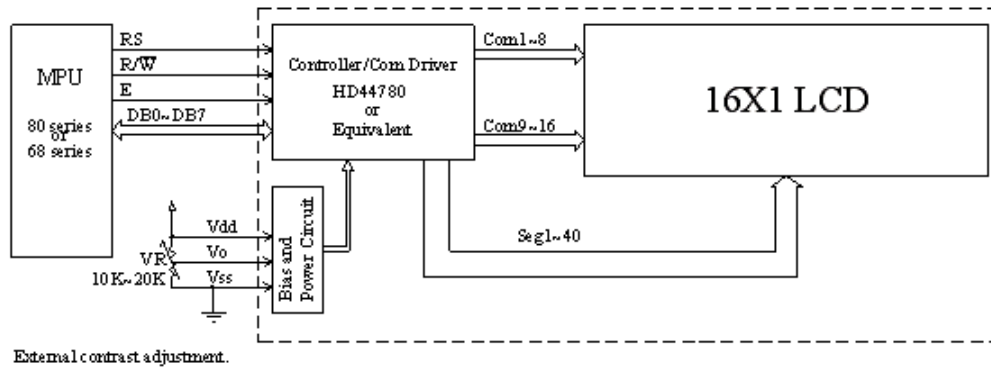 RS
R/W̅
E
DB0~DB7
MPU
80 series
or
68 series
Controller/Com Driver
HD44780
or
Equivalent
Com1~8
Com9~16
16X1 LCD
Vdd
Vo
Vss
VR
10K~20K
Bias and
Power Circuit
Seg1~40
External contrast adjustment.